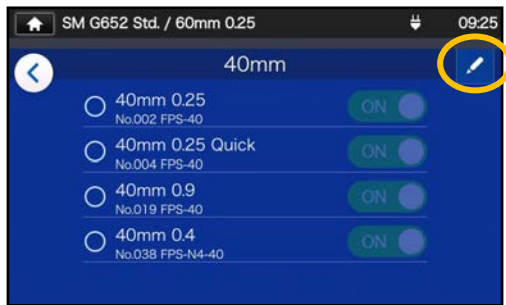 SM G652 Std. / 60mm 0.25 09:25
40mm
40mm 0.25 ON
No.002 FPS-40
40mm 0.25 Quick ON
No.004 FPS-40
40mm 0.9 ON
No.019 FPS-40
40mm 0.4 ON
No.038 FPS-N4-40